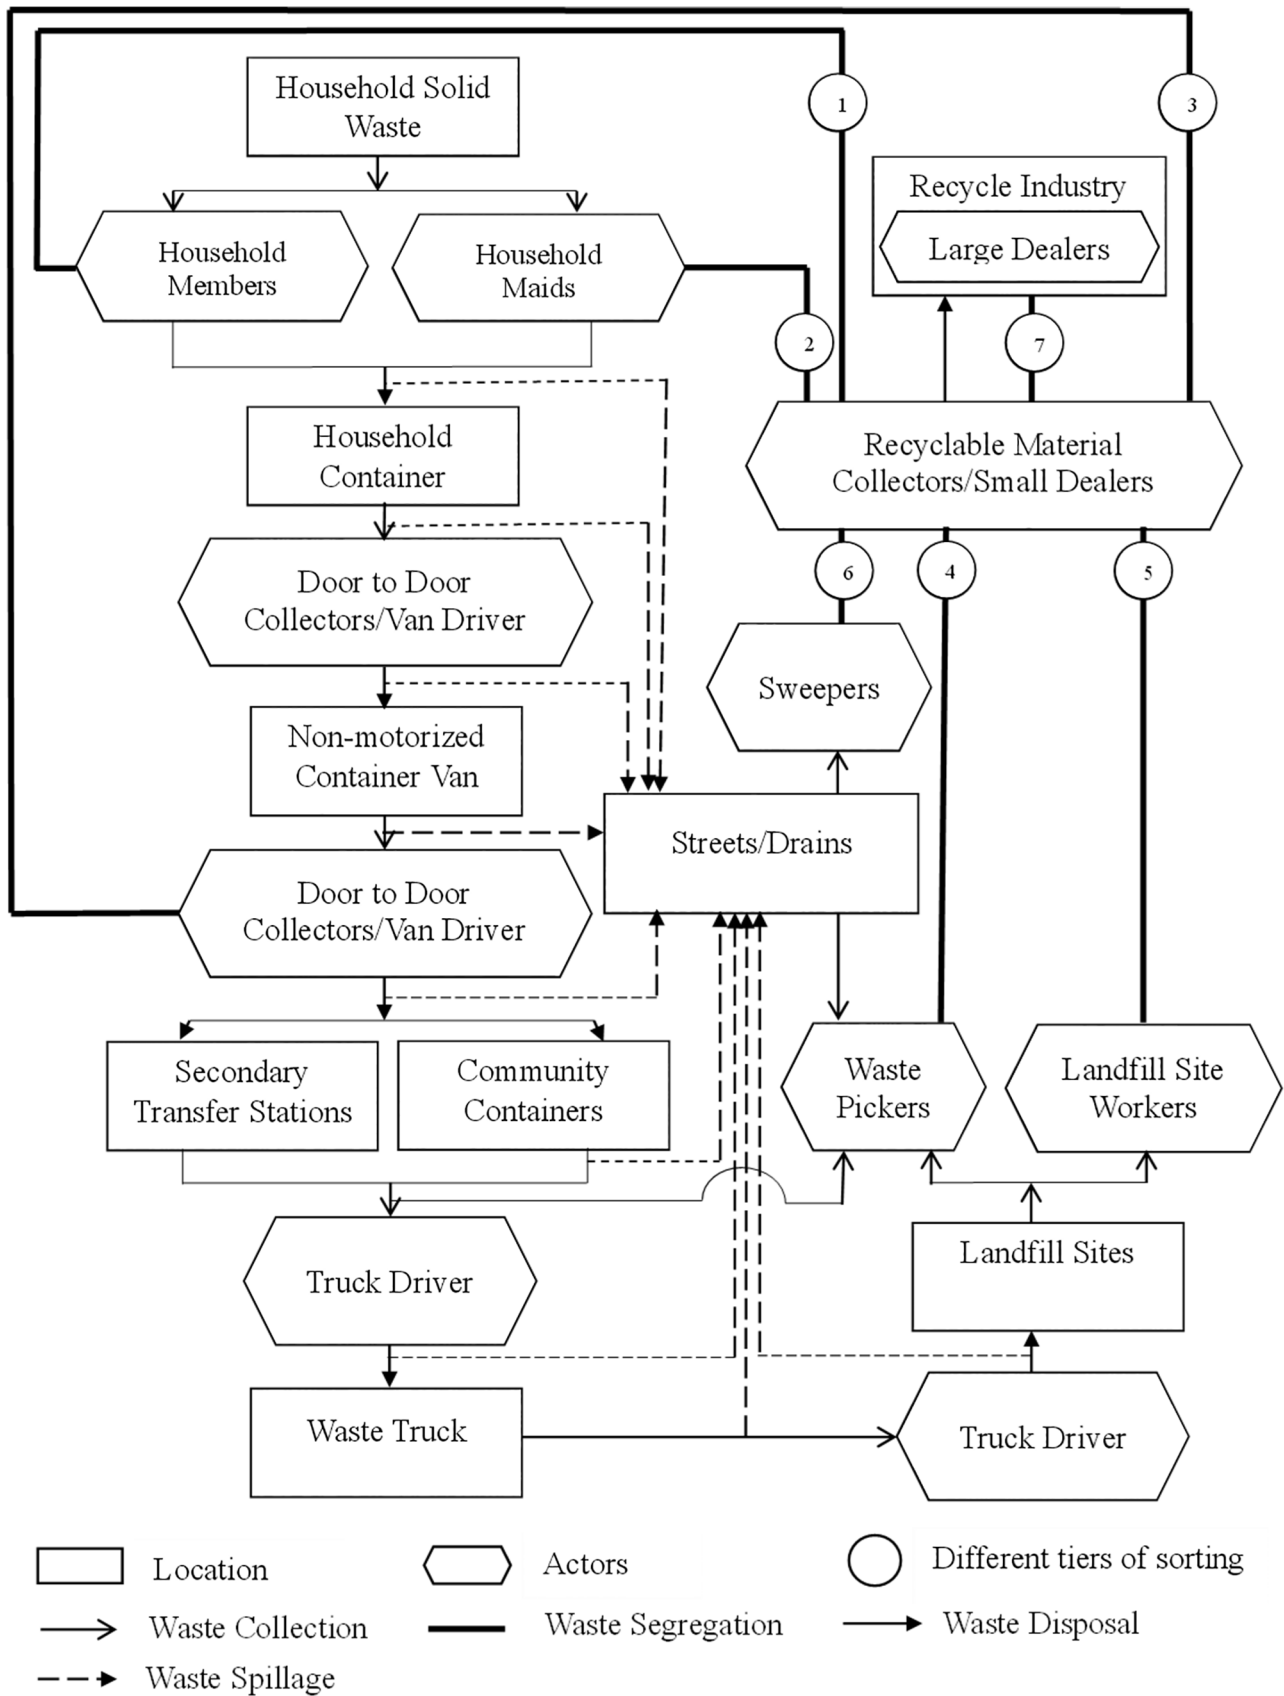 1
3
Household Solid
Waste
Recycle Industry
Large Dealers
Household
Members
Household
Maids
2
7
Household
Container
Recyclable Material
Collectors/Small Dealers
6
4
5
Door to Door
Collectors/Van Driver
Sweepers
Non-motorized
Container Van
Streets/Drains
Door to Door
Collectors/Van Driver
Secondary
Transfer Stations
Community
Containers
Waste
Pickers
Landfill Site
Workers
Truck Driver
Landfill Sites
Waste Truck
Truck Driver
Location
Actors
Different tiers of sorting
Waste Collection
Waste Segregation
Waste Disposal
Waste Spillage